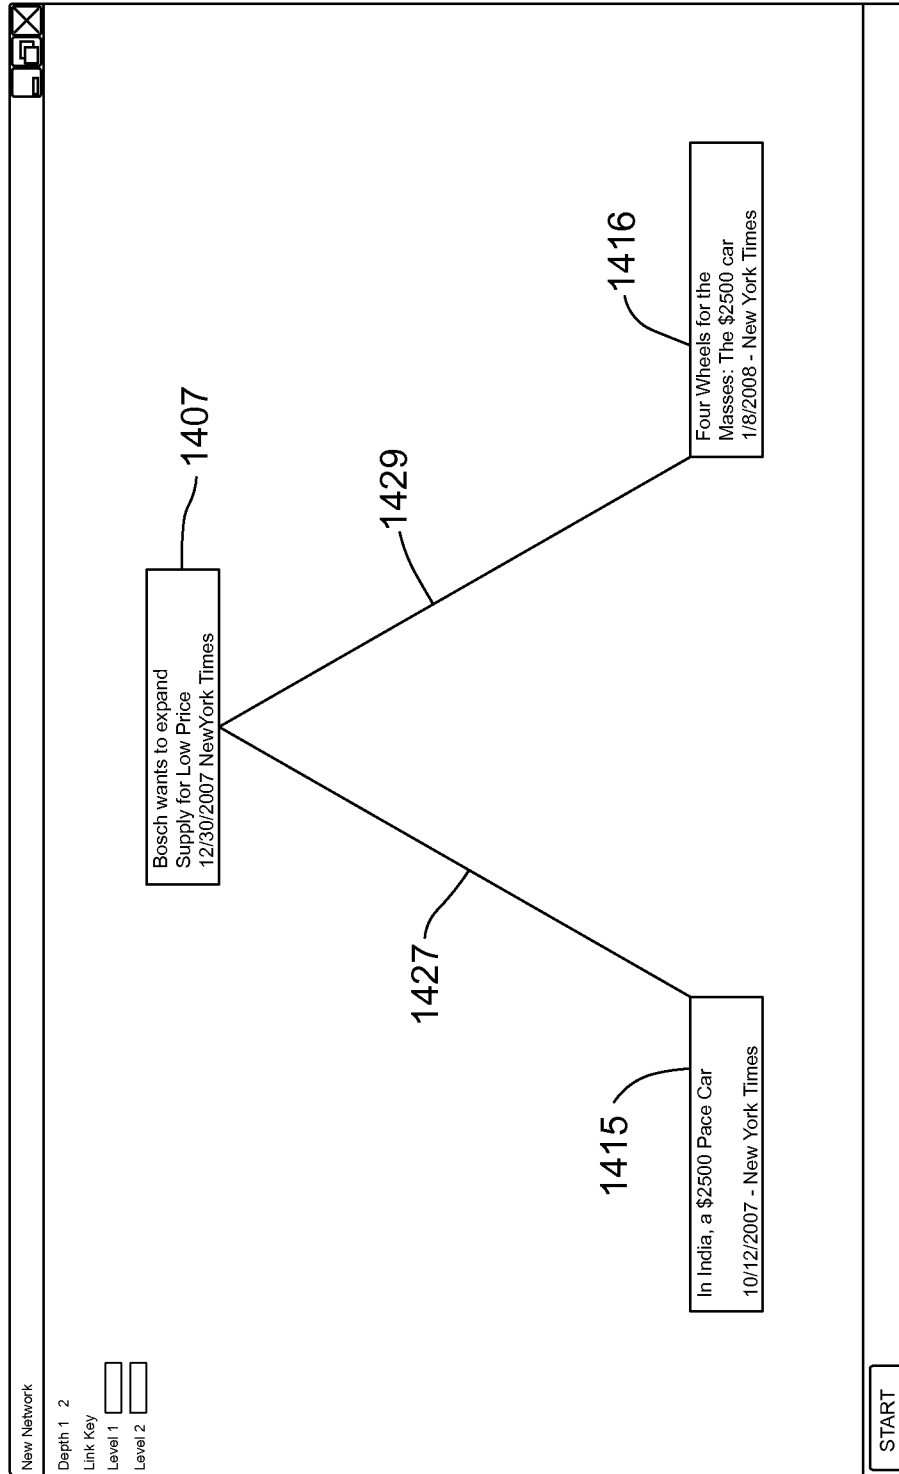 New Network
Depth 1 2
Link Key
Level 1
Level 2
Bosch wants to expand
Supply for Low Price
12/30/2007 NewYork Times
1407
1427
1429
1415
In India, a $2500 Pace Car
10/12/2007 - New York Times
1416
Four Wheels for the
Masses: The $2500 car
1/8/2008 - New York Times
START